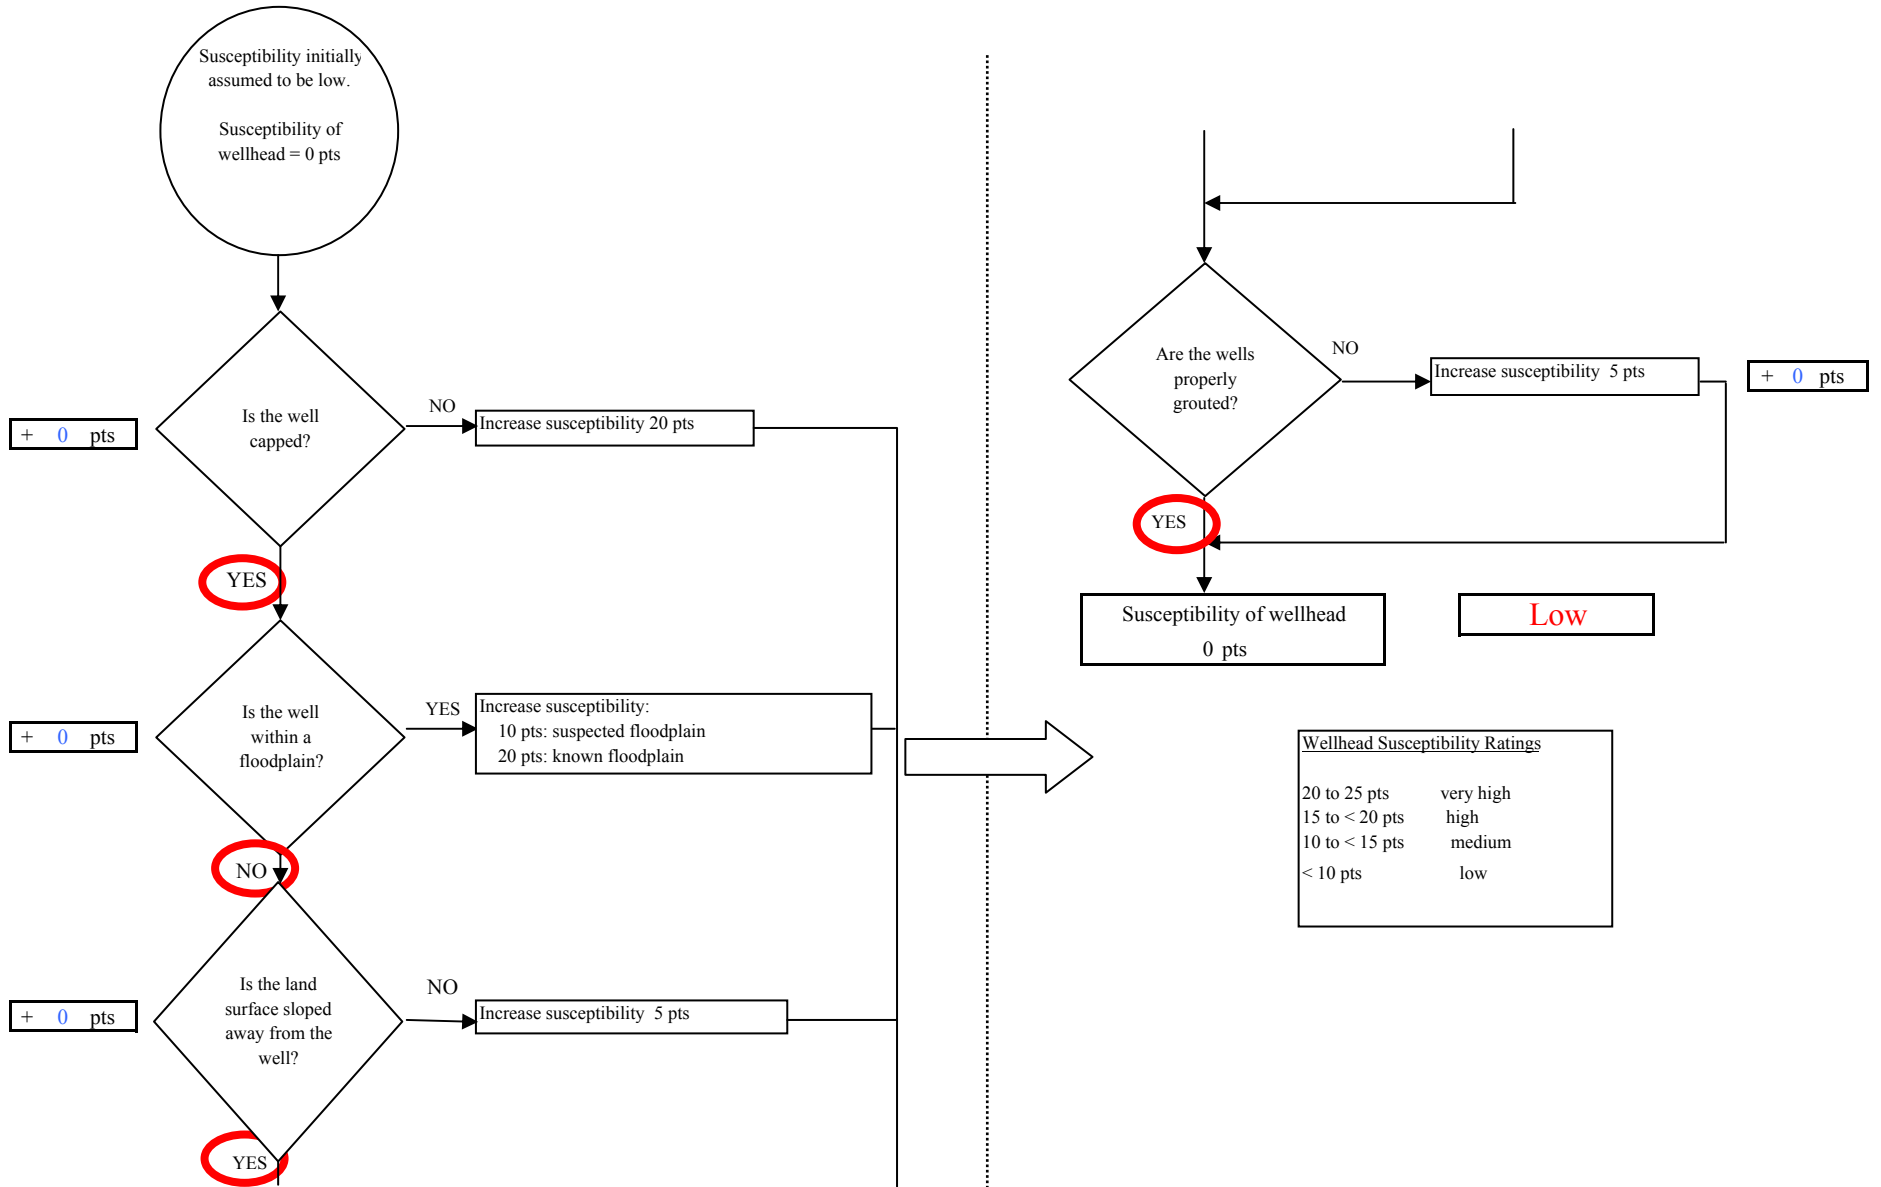 Susceptibility initially
assumed to be low.
Susceptibility of
wellhead = 0 pts
Is the well
capped?
NO
Increase susceptibility 20 pts
+ 0 pts
YES
Is the well
within a
floodplain?
YES
Increase susceptibility:
10 pts: suspected floodplain
20 pts: known floodplain
+ 0 pts
NO
Is the land
surface sloped
away from the
well?
NO
Increase susceptibility 5 pts
+ 0 pts
YES
Are the wells
properly
grouted?
NO
Increase susceptibility 5 pts
+ 0 pts
YES
Susceptibility of wellhead
0 pts
Low
Wellhead Susceptibility Ratings
20 to 25 pts very high
15 to < 20 pts high
10 to < 15 pts medium
< 10 pts low